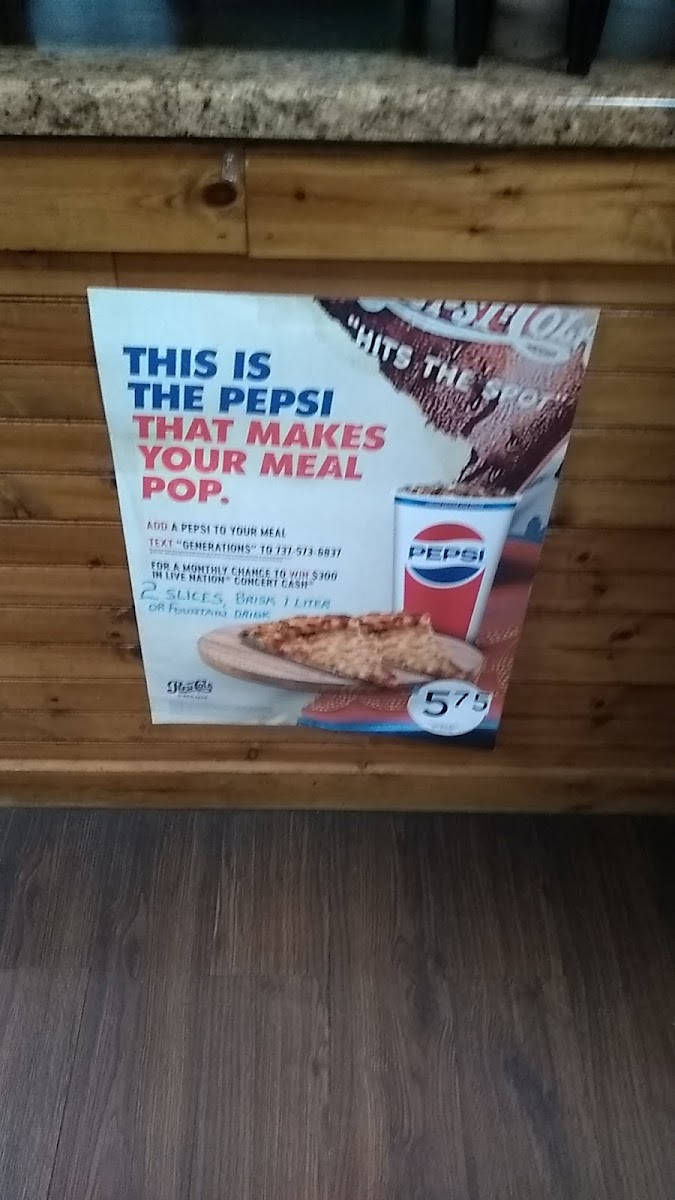 THIS IS
THE PEPSI
THAT MAKES
YOUR MEAL
POP.
"HITS THE SPOT"
ADD A PEPSI TO YOUR MEAL
TEXT "GENERATIONS" TO 737-573-6837
FOR A MONTHLY CHANCE TO WIN $300
IN LIVE NATION® CONCERT CASH*
2 SLICES, BRISK 1 LITER
OR FOUNTAIN DRINK
PEPSI
Pepsi-Cola
575